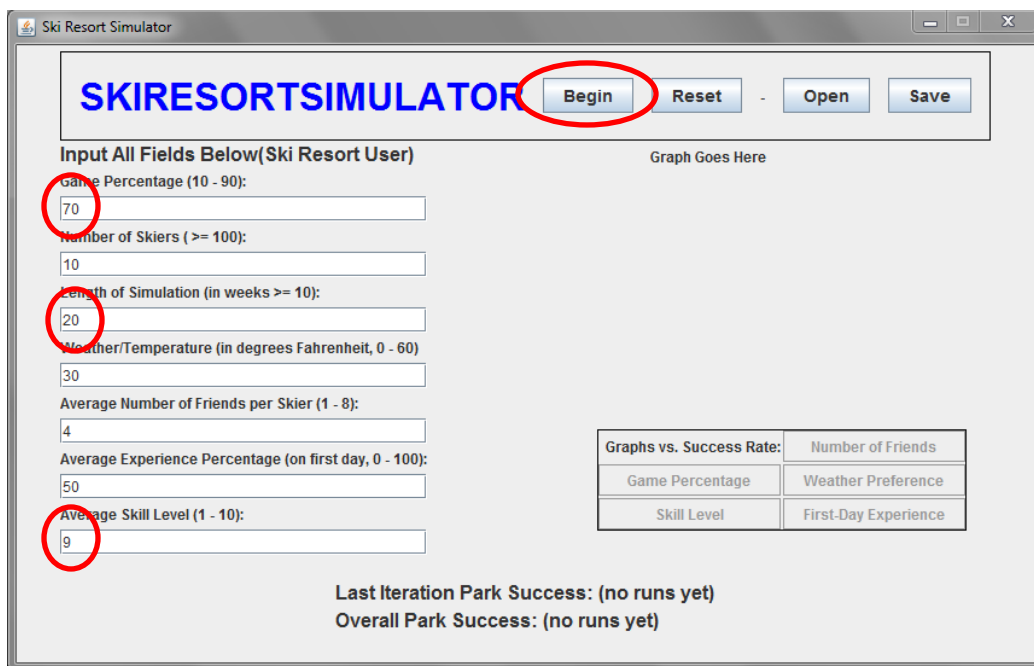 Ski Resort Simulator
SKIRESORTSIMULATOR Begin Reset - Open Save
Input All Fields Below(Ski Resort User)
Graph Goes Here
Game Percentage (10 - 90):
70
Number of Skiers ( >= 100):
10
Length of Simulation (in weeks >= 10):
20
Weather/Temperature (in degrees Fahrenheit, 0 - 60)
30
Average Number of Friends per Skier (1 - 8):
4
Average Experience Percentage (on first day, 0 - 100):
50
Average Skill Level (1 - 10):
9
Graphs vs. Success Rate: Number of Friends
Game Percentage Weather Preference
Skill Level First-Day Experience
Last Iteration Park Success: (no runs yet)
Overall Park Success: (no runs yet)